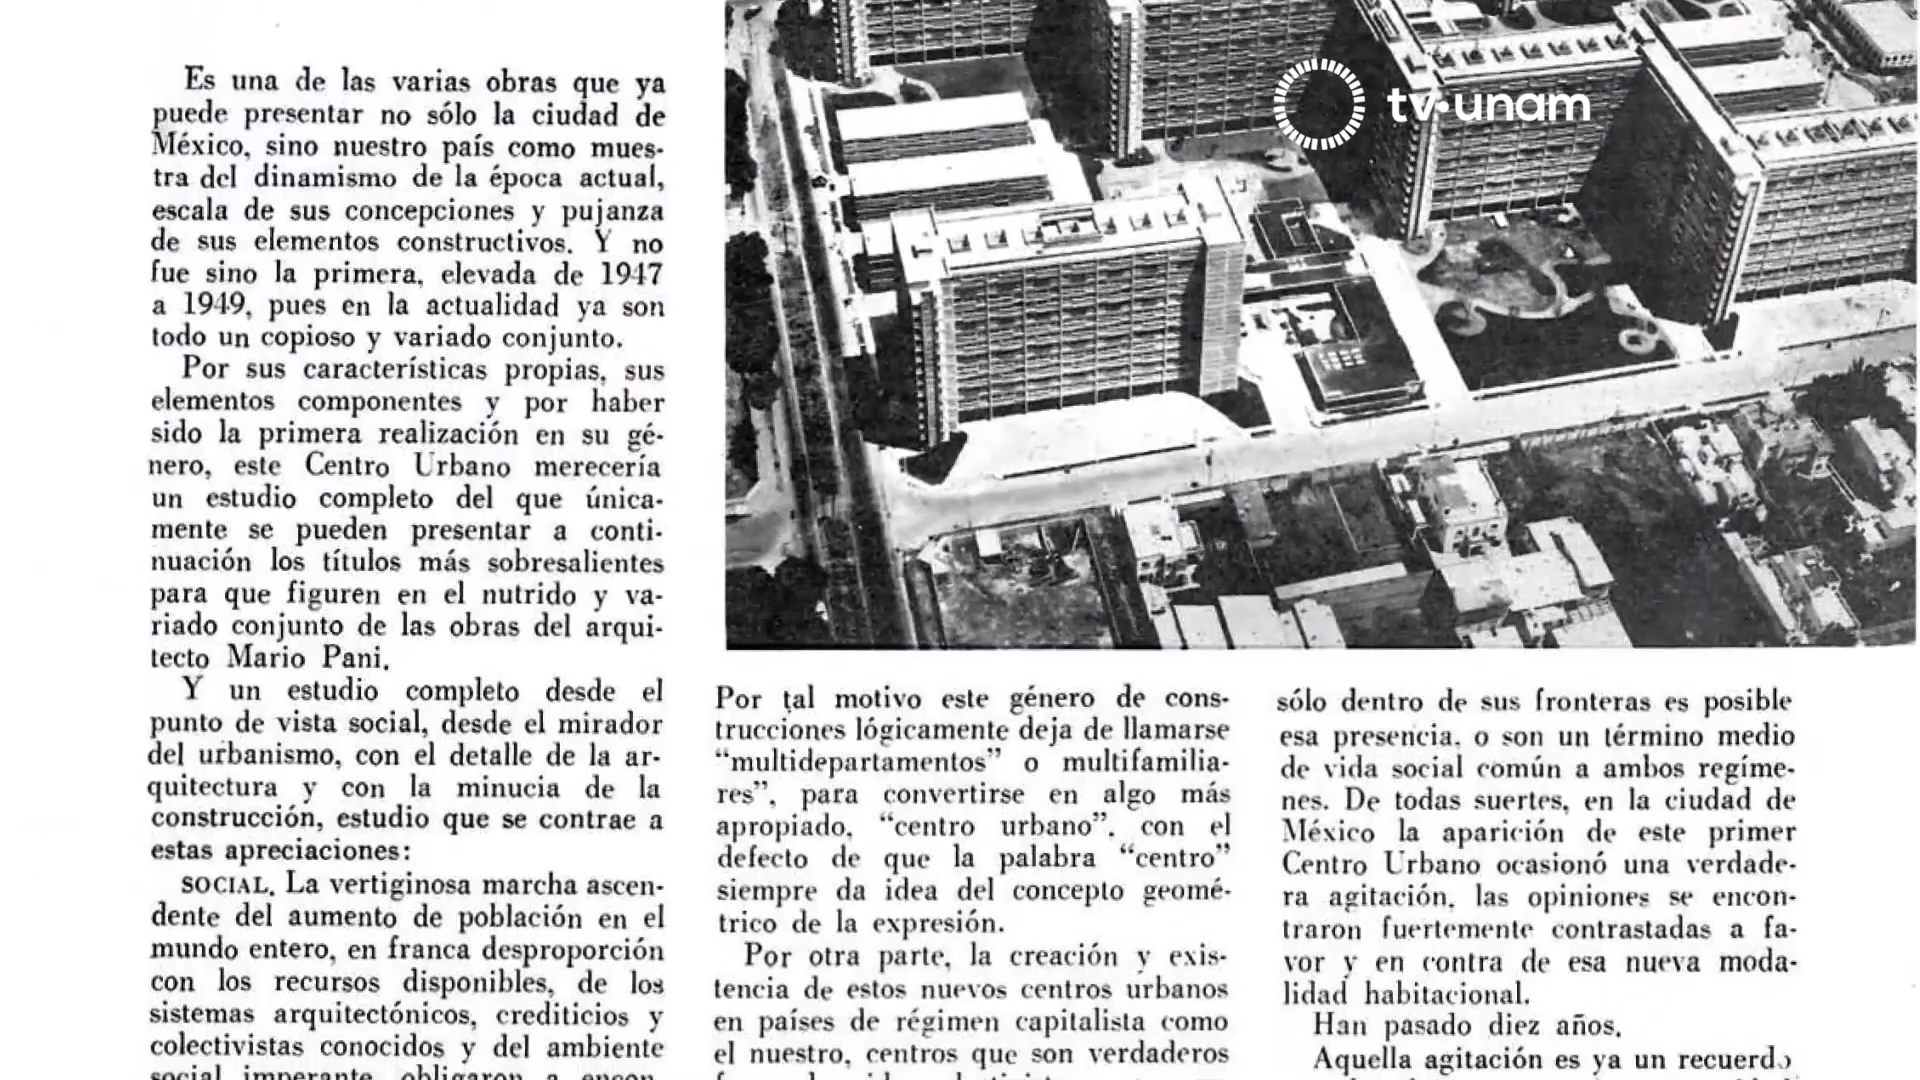 Es una de las varias obras que ya
puede presentar no sólo la ciudad de
México, sino nuestro país como mues-
tra del dinamismo de la época actual,
escala de sus concepciones y pujanza
de sus elementos constructivos. Y no
fue sino la primera, elevada de 1947
a 1949, pues en la actualidad ya son
todo un copioso y variado conjunto.
Por sus características propias, sus
elementos componentes y por haber
sido la primera realización en su gé-
nero, este Centro Urbano merecería
un estudio completo del que única-
mente se pueden presentar a conti-
nuación los títulos más sobresalientes
para que figuren en el nutrido y va-
riado conjunto de las obras del arqui-
tecto Mario Pani.
Y un estudio completo desde el
punto de vista social, desde el mirador
del urbanismo, con el detalle de la ar-
quitectura y con la minucia de la
construcción, estudio que se contrae a
estas apreciaciones:
SOCIAL. La vertiginosa marcha ascen-
dente del aumento de población en el
mundo entero, en franca desproporción
con los recursos disponibles, de los
sistemas arquitectónicos, crediticios y
colectivistas conocidos y del ambiente
social imperante, obligaron a encon-
tv·unam
Por tal motivo este género de cons-
trucciones lógicamente deja de llamarse
“multidepartamentos” o multifamilia-
res”, para convertirse en algo más
apropiado, “centro urbano”, con el
defecto de que la palabra “centro”
siempre da idea del concepto geomé-
trico de la expresión.
Por otra parte, la creación y exis-
tencia de estos nuevos centros urbanos
en países de régimen capitalista como
el nuestro, centros que son verdaderos
sólo dentro de sus fronteras es posible
esa presencia, o son un término medio
de vida social común a ambos regíme-
nes. De todas suertes, en la ciudad de
México la aparición de este primer
Centro Urbano ocasionó una verdade-
ra agitación, las opiniones se encon-
traron fuertemente contrastadas a fa-
vor y en contra de esa nueva moda-
lidad habitacional.
Han pasado diez años.
Aquella agitación es ya un recuerdo